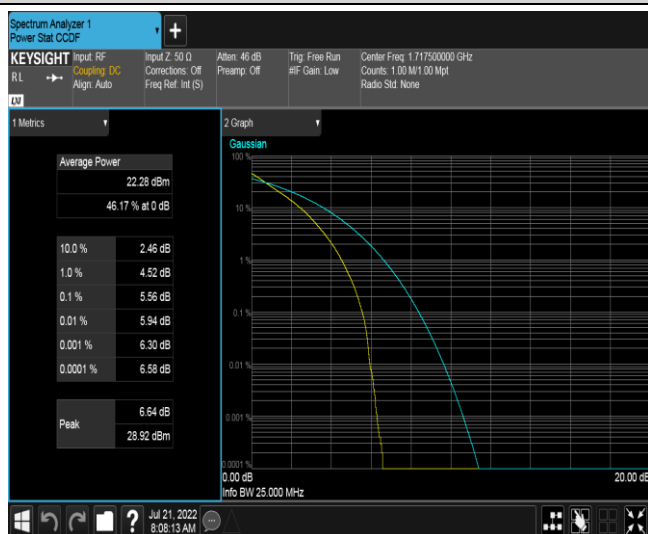 Spectrum Analyzer 1
Power Stat CCDF
KEYSIGHT
RL
LXI
Input: RF
Coupling: DC
Align: Auto
Input Z: 50 Ω
Corrections: Off
Freq Ref: Int (S)
Atten: 46 dB
Preamp: Off
Trig: Free Run
#IF Gain: Low
Center Freq: 1.717500000 GHz
Counts: 1.00 M/1.00 Mpt
Radio Std: None
1 Metrics
Average Power
22.28 dBm
46.17 % at 0 dB
10.0 % 2.46 dB
1.0 % 4.52 dB
0.1 % 5.56 dB
0.01 % 5.94 dB
0.001 % 6.30 dB
0.0001 % 6.58 dB
Peak
6.64 dB
28.92 dBm
2 Graph
Gaussian
100 %
10 %
1 %
0.1 %
0.01 %
0.001 %
0.0001 %
0.00 dB
20.00 dB
Info BW 25.000 MHz
?
Jul 21, 2022
8:08:13 AM